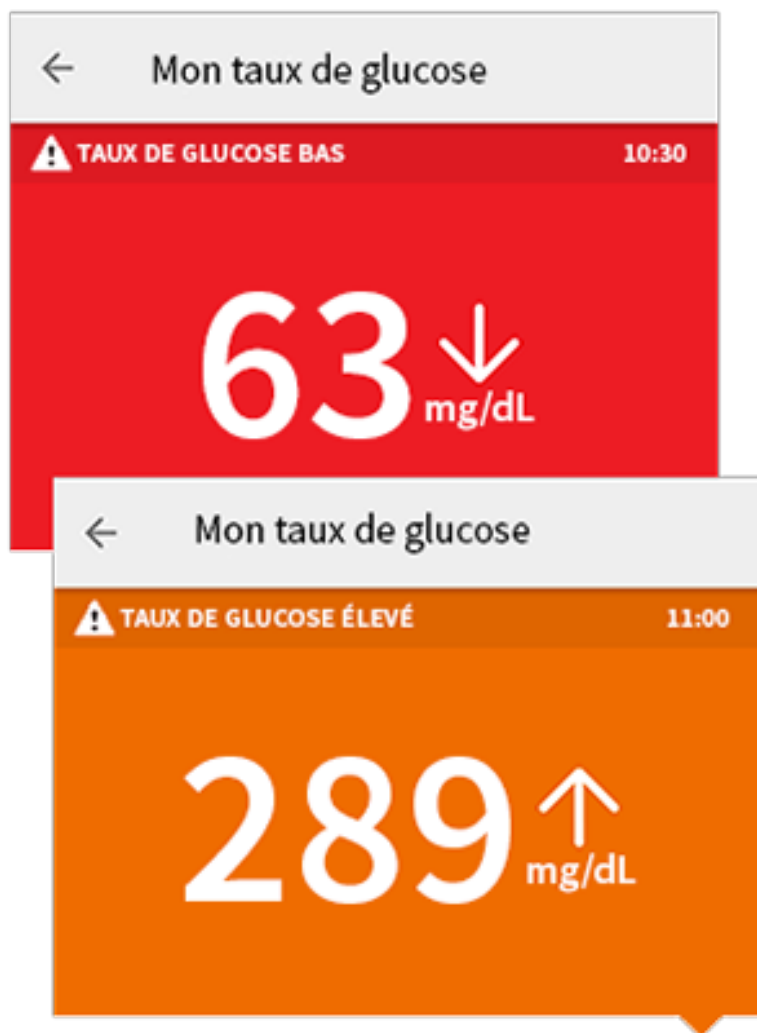 ← Mon taux de glucose
TAUX DE GLUCOSE BAS 10:30
63 ↓
mg/dL
← Mon taux de glucose
TAUX DE GLUCOSE ÉLEVÉ 11:00
289 ↑
mg/dL